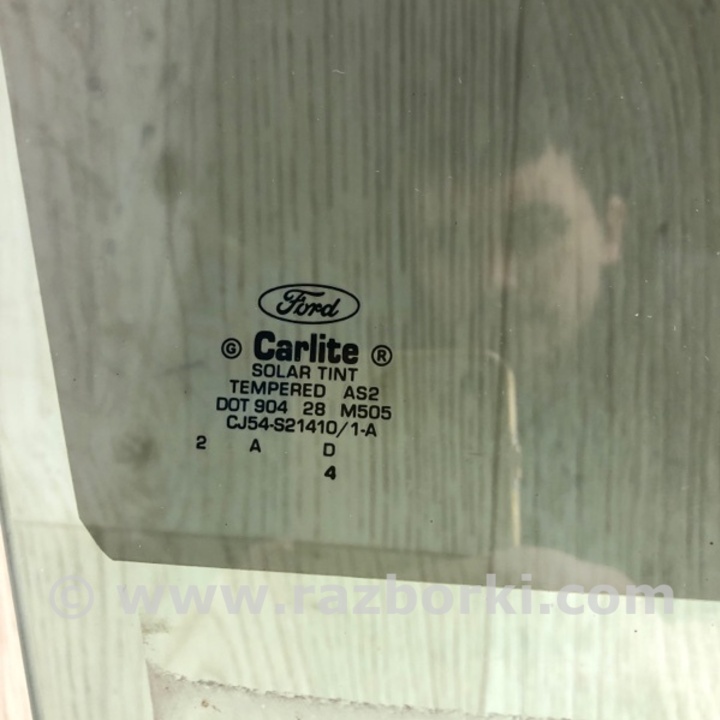 Ford
G Carlite ®
SOLAR TINT
TEMPERED AS2
DOT 904 28 M505
CJ54-S21410/1-A
2 A D
4
© www.razborki.com